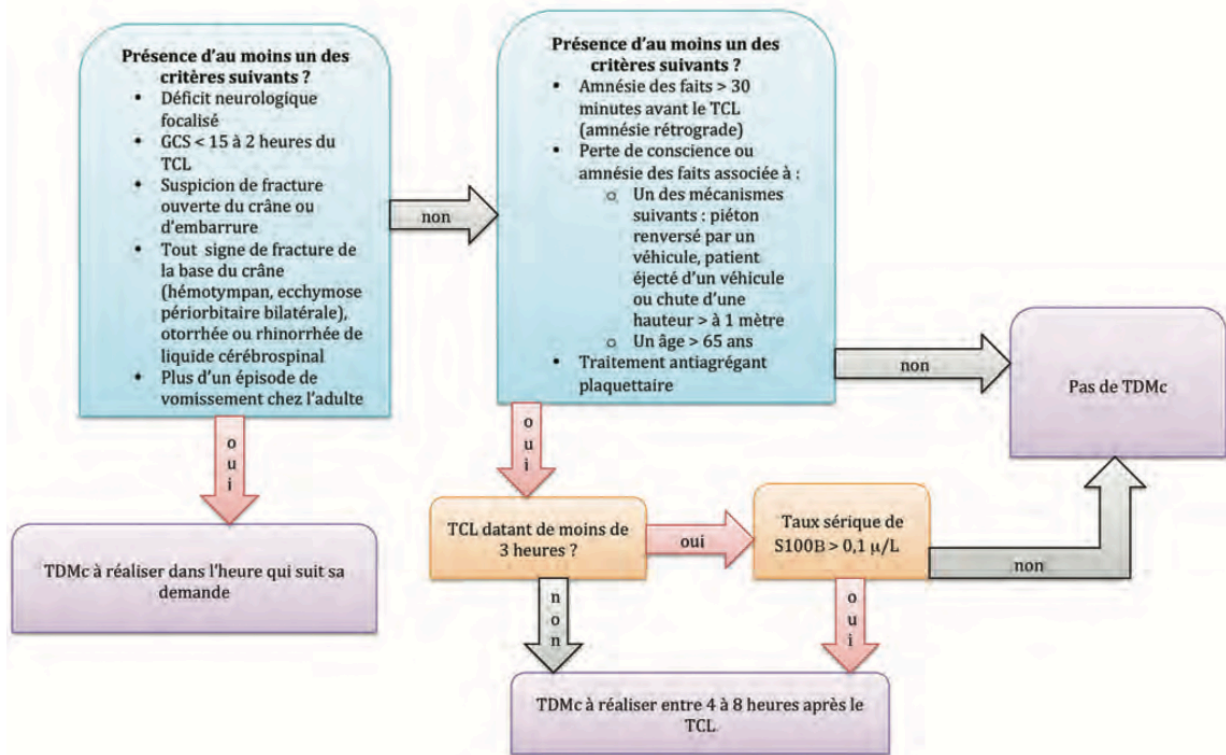 Présence d'au moins un des
critères suivants ?
• Déficit neurologique
focalisé
• GCS < 15 à 2 heures du
TCL
• Suspicion de fracture
ouverte du crâne ou
d'embarrure
• Tout signe de fracture de
la base du crâne
(hémotympan, ecchymose
périorbitaire bilatérale),
otorrhée ou rhinorrhée de
liquide cérébrospinal
• Plus d'un épisode de
vomissement chez l'adulte
non
Présence d'au moins un des
critères suivants ?
• Amnésie des faits > 30
minutes avant le TCL
(amnésie rétrograde)
• Perte de conscience ou
amnésie des faits associée à :
o Un des mécanismes
suivants : piéton
renversé par un
véhicule, patient
éjecté d'un véhicule
ou chute d'une
hauteur > à 1 mètre
o Un âge > 65 ans
• Traitement antiagrégant
plaquettaire
non
Pas de TDMc
oui
TDMc à réaliser dans l'heure qui suit sa
demande
oui
TCL datant de moins de
3 heures ?
oui
Taux sérique de
S100B > 0,1 µ/L
non
non
oui
TDMc à réaliser entre 4 à 8 heures après le
TCL